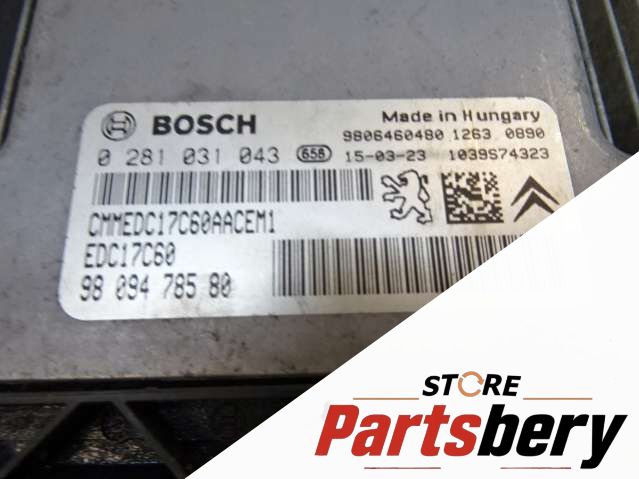 BOSCH
Made in Hungary
9806460480 1263 0890
0 281 031 043 658 15-03-23 1039S74323
CMMEDC17C60AACEM1
EDC17C60
98 094 785 80
STORE
Partsbery